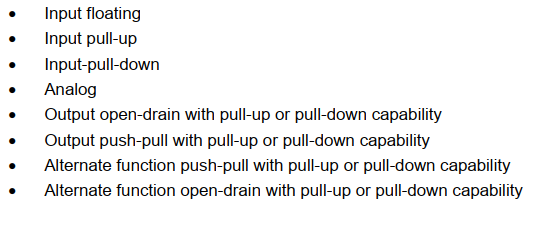 • Input floating
• Input pull-up
• Input-pull-down
• Analog
• Output open-drain with pull-up or pull-down capability
• Output push-pull with pull-up or pull-down capability
• Alternate function push-pull with pull-up or pull-down capability
• Alternate function open-drain with pull-up or pull-down capability